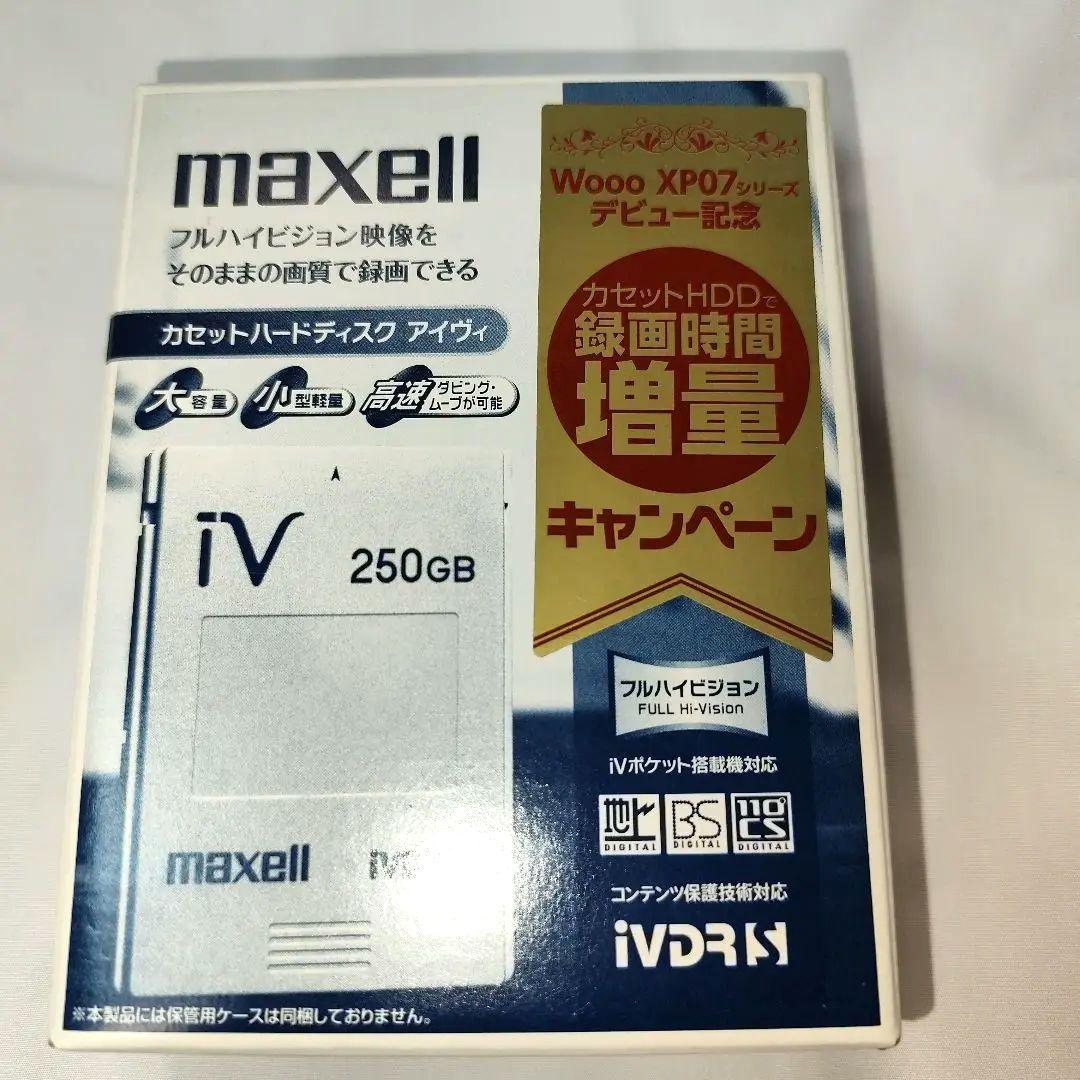 maxell
フルハイビジョン映像を
そのままの画質で録画できる
カセットハードディスク アイヴィ
大容量
小型軽量
高速ダビング・ムーブが可能
iV
250GB
maxell
※本製品には保管用ケースは同梱しておりません。
Wooo XP07シリーズ
デビュー記念
カセットHDDで
録画時間
増量
キャンペーン
フルハイビジョン
FULL Hi-Vision
iVポケット搭載機対応
地上 DIGITAL
BS DIGITAL
110°CS DIGITAL
コンテンツ保護技術対応
iVDR S